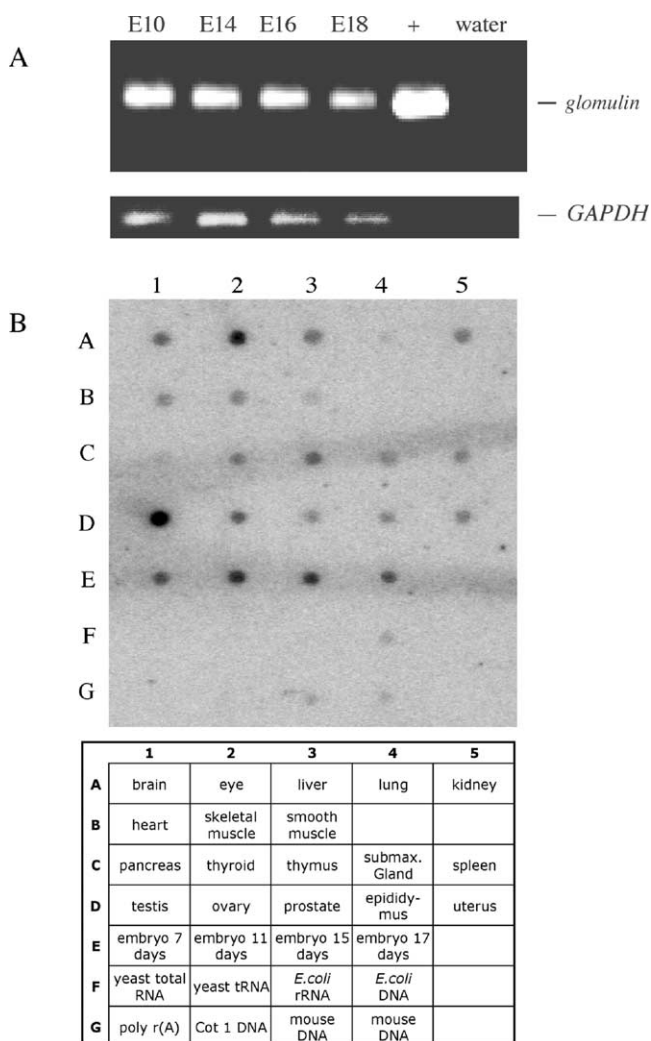 E10 E14 E16 E18 + water
A
— glomulin
— GAPDH
1 2 3 4 5
B
A
B
C
D
E
F
G
1 2 3 4 5
A brain eye liver lung kidney
B heart skeletal muscle smooth muscle
C pancreas thyroid thymus submax. Gland spleen
D testis ovary prostate epididy-mus uterus
E embryo 7 days embryo 11 days embryo 15 days embryo 17 days
F yeast total RNA yeast tRNA E.coli rRNA E.coli DNA
G poly r(A) Cot 1 DNA mouse DNA mouse DNA